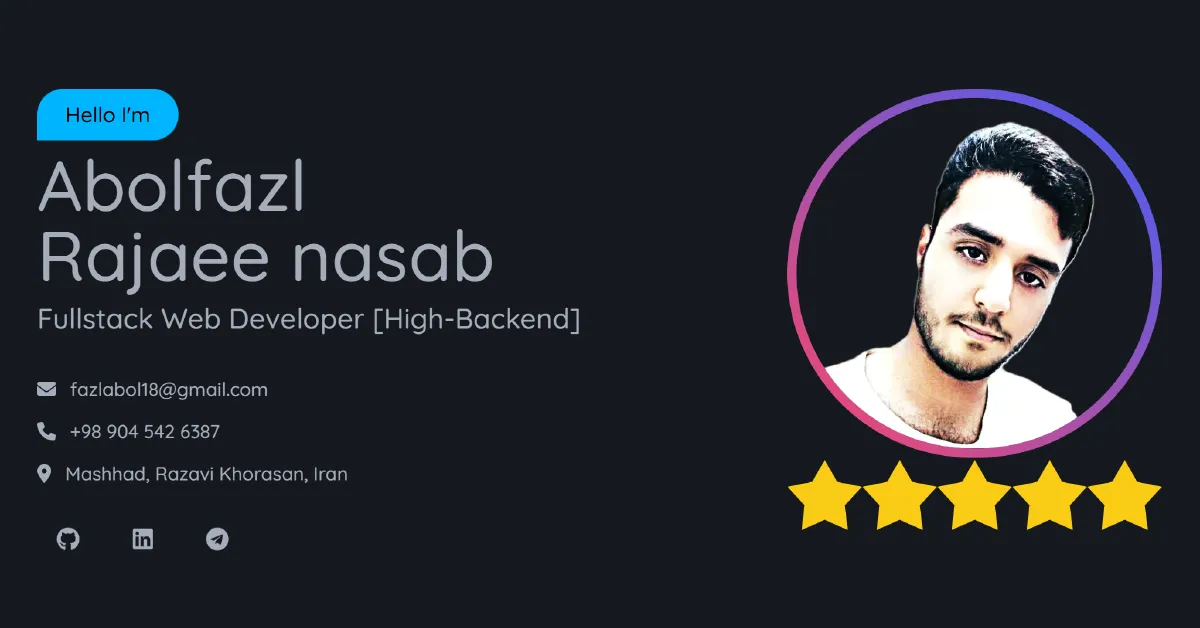 Hello I'm
Abolfazl
Rajaee nasab
Fullstack Web Developer [High-Backend]
fazlabol18@gmail.com
+98 904 542 6387
Mashhad, Razavi Khorasan, Iran
in